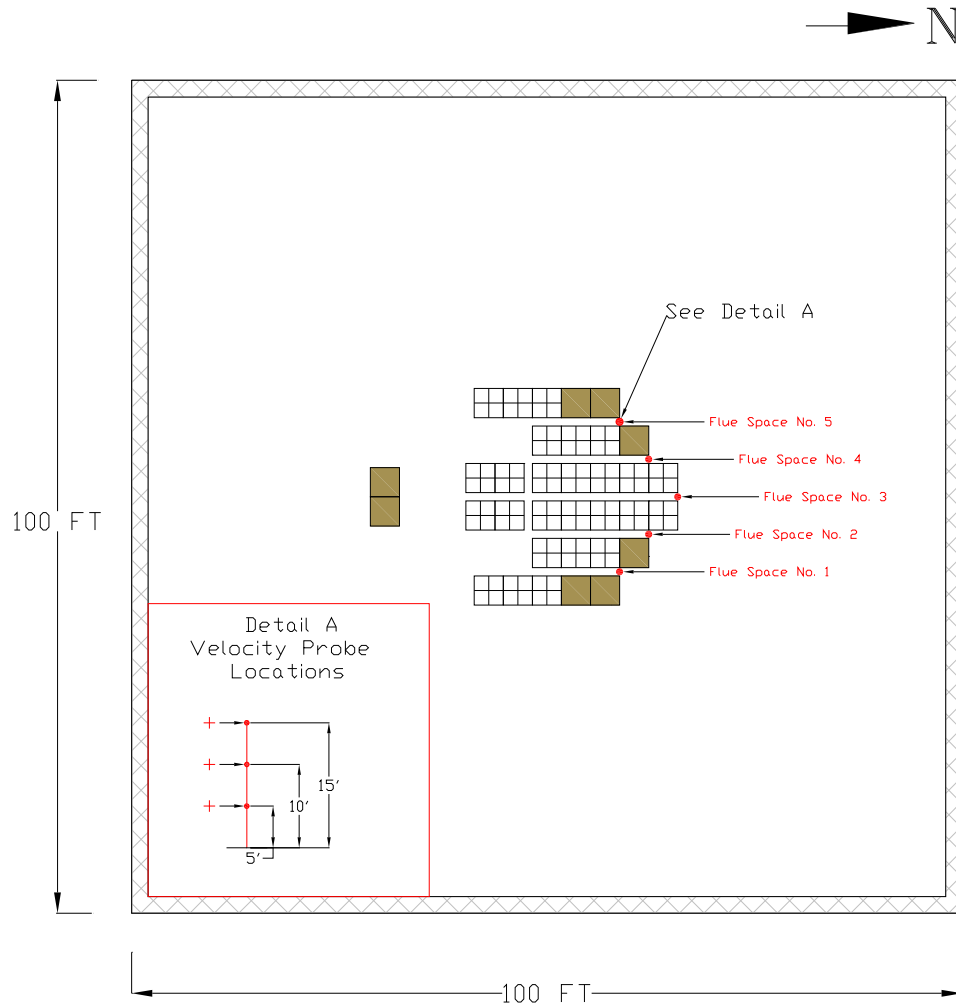 N
See Detail A
Flue Space No. 5
Flue Space No. 4
Flue Space No. 3
100 FT
Flue Space No. 2
Flue Space No. 1
Detail A
Velocity Probe
Locations
15'
10'
5'
100 FT